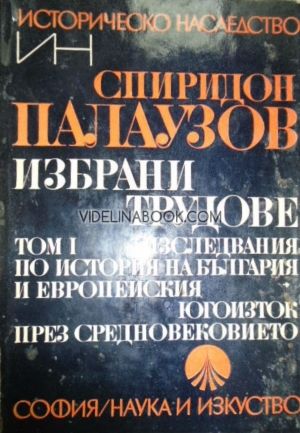 ИСТОРИЧЕСКО НАСЛЕДСТВО
ИН
СПИРИДОН
ПАЛАУЗОВ
ИЗБРАНИ
ТРУДОВЕ
VIDELINABOOK.COM
ТОМ I ИЗСЛЕДВАНИЯ
ПО ИСТОРИЯ НА БЪЛГАРИЯ
И ЕВРОПЕЙСКИЯ
ЮГОИЗТОК
ПРЕЗ СРЕДНОВЕКОВИЕТО
СОФИЯ/НАУКА И ИЗКУСТВО